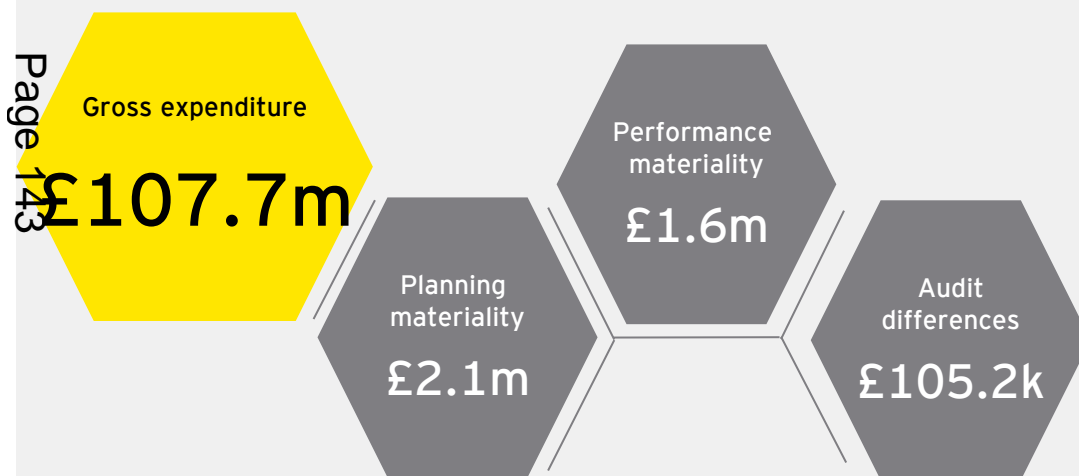 Page 143
Gross expenditure
£107.7m
Planning
materiality
£2.1m
Performance
materiality
£1.6m
Audit
differences
£105.2k